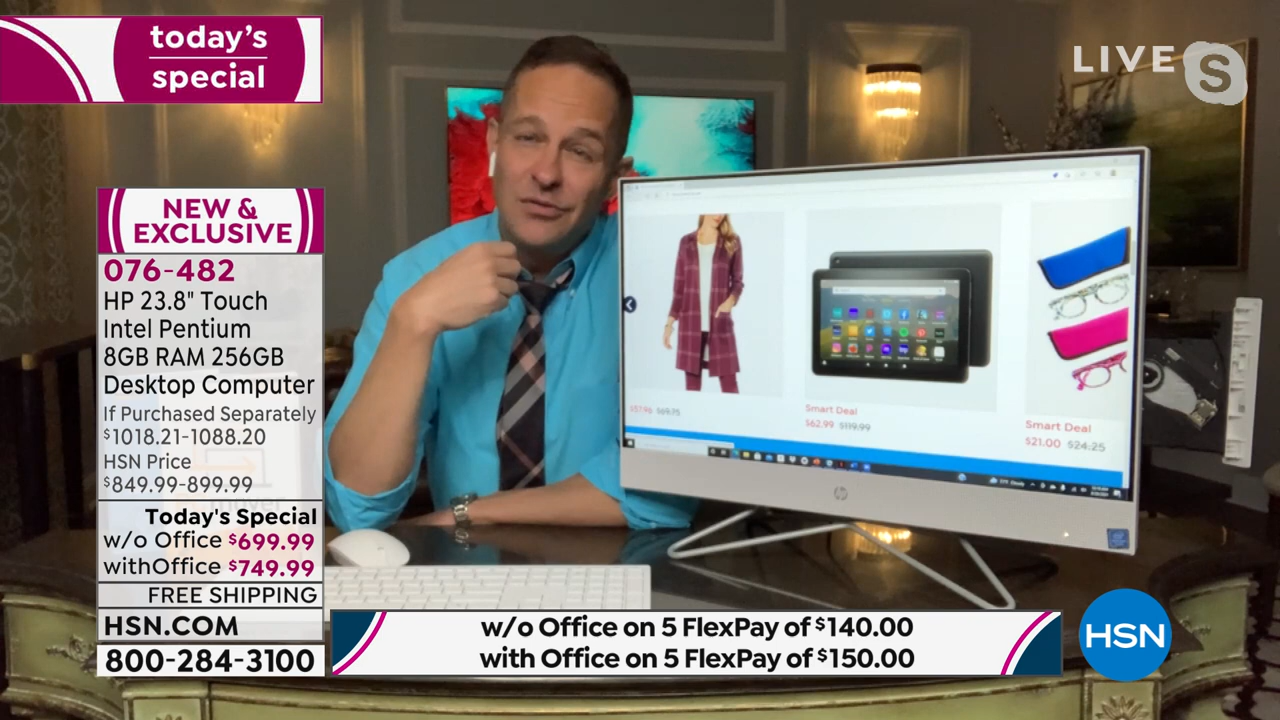 today's
special
LIVE S
NEW &
EXCLUSIVE
076-482
HP 23.8" Touch
Intel Pentium
8GB RAM 256GB
Desktop Computer
If Purchased Separately
$1018.21-1088.20
HSN Price
$849.99-899.99
Today's Special
w/o Office $699.99
withOffice $749.99
FREE SHIPPING
HSN.COM
800-284-3100
Smart Deal
$62.99 $119.99
Smart Deal
$21.00 $24.25
hp
w/o Office on 5 FlexPay of $140.00
with Office on 5 FlexPay of $150.00
HSN